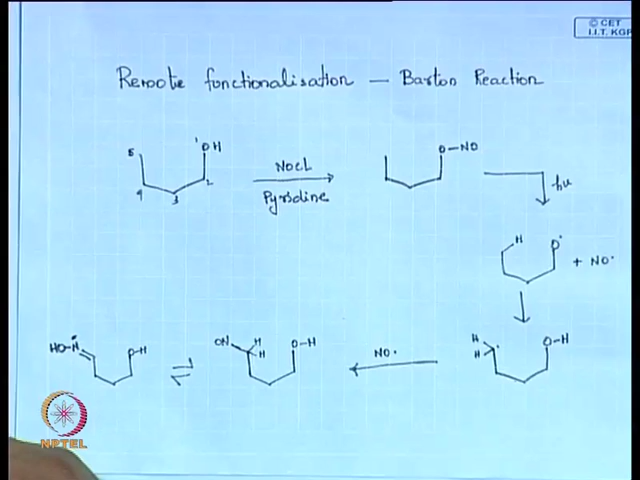 © CET
I.I.T. KGP
Remote functionalisation — Barton Reaction
5 4 3 2 1 OH
NOCl
Pyridine
O-NO
hν
H O• + NO•
H H • O-H
NO•
ON H H O-H
HO-N O-H
NPTEL